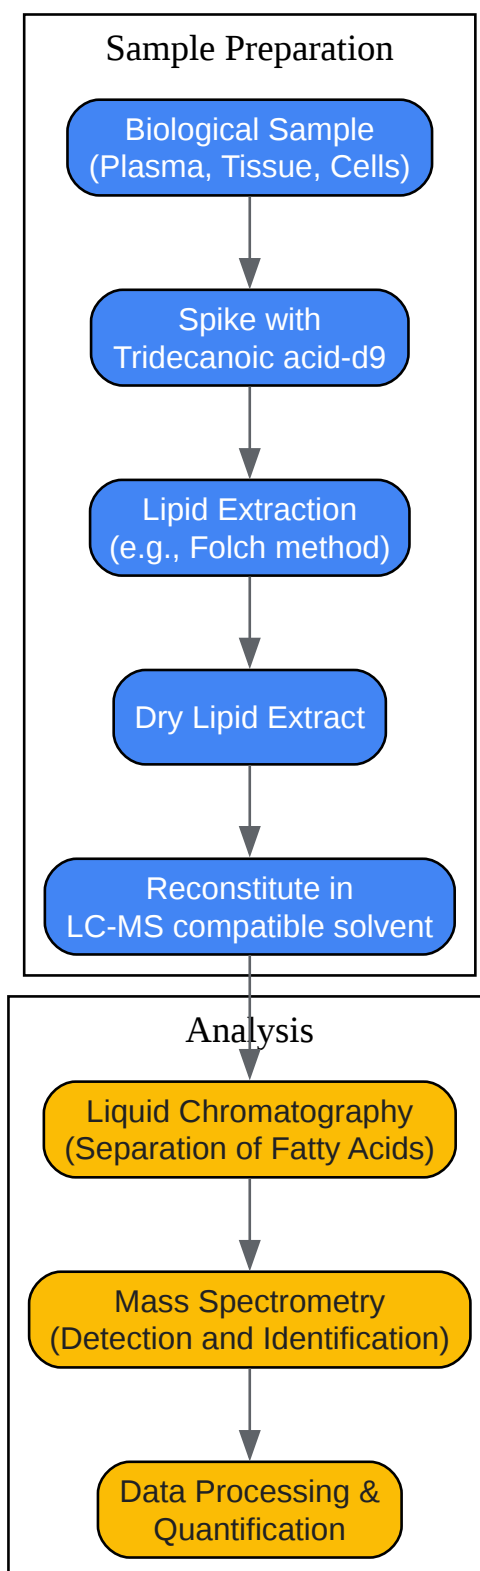 Sample Preparation
Biological Sample
(Plasma, Tissue, Cells)
Spike with
Tridecanoic acid-d9
Lipid Extraction
(e.g., Folch method)
Dry Lipid Extract
Reconstitute in
LC-MS compatible solvent
Analysis
Liquid Chromatography
(Separation of Fatty Acids)
Mass Spectrometry
(Detection and Identification)
Data Processing &
Quantification